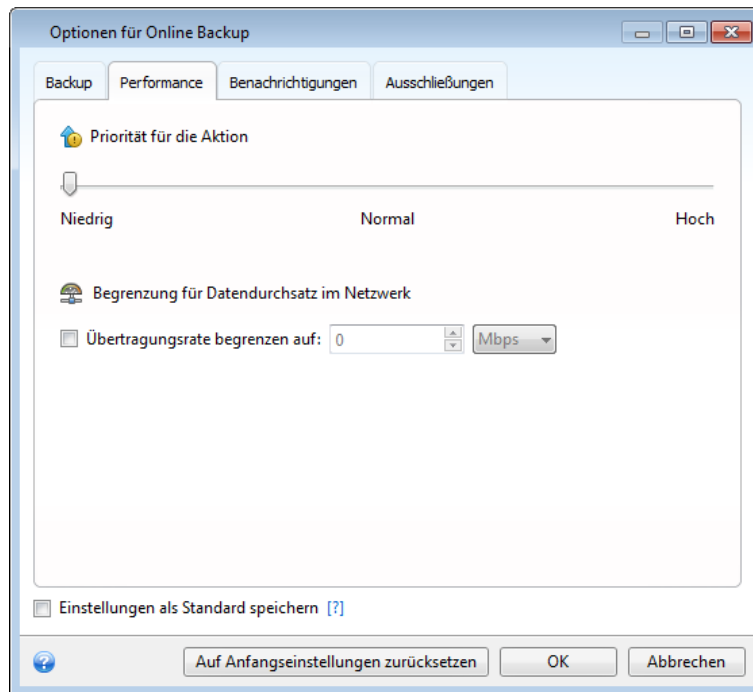 Optionen für Online Backup
Backup Performance Benachrichtigungen Ausschließungen
Priorität für die Aktion
Niedrig Normal Hoch
Begrenzung für Datendurchsatz im Netzwerk
Übertragungsrate begrenzen auf: 0 Mbps
Einstellungen als Standard speichern [?]
Auf Anfangseinstellungen zurücksetzen OK Abbrechen